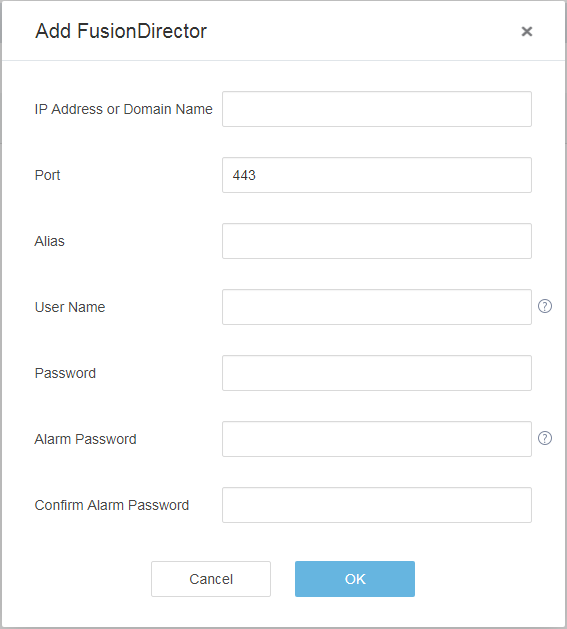 Add FusionDirector
IP Address or Domain Name
Port 443
Alias
User Name
Password
Alarm Password
Confirm Alarm Password
Cancel OK